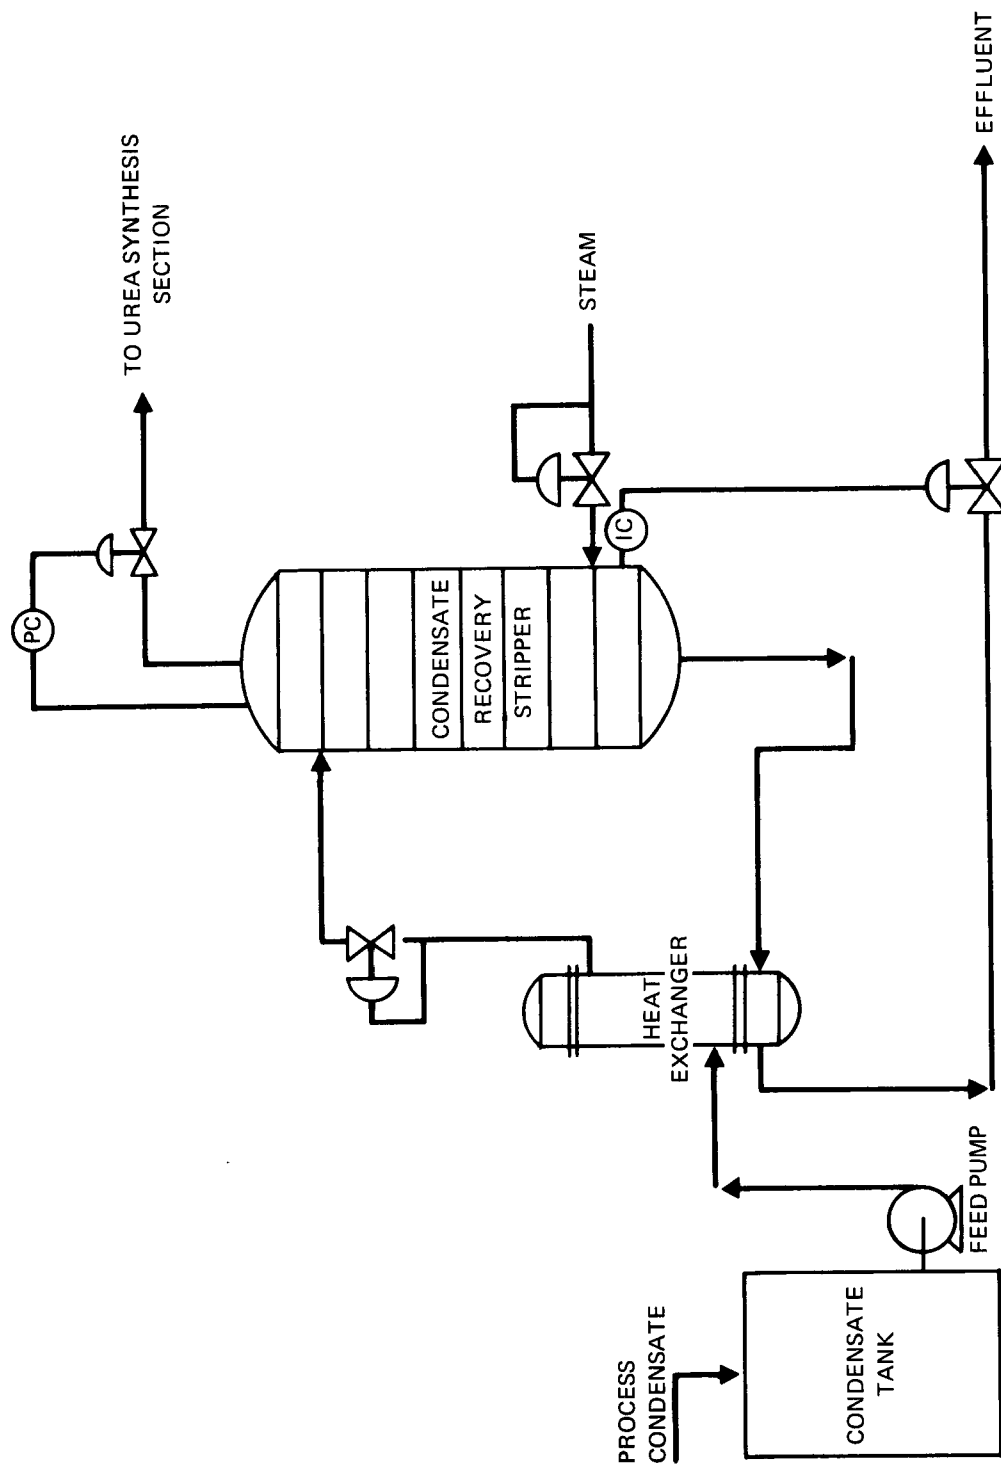 TO UREA SYNTHESIS
SECTION
PC
CONDENSATE
RECOVERY
STRIPPER
STEAM
IC
EFFLUENT
HEAT
EXCHANGER
PROCESS
CONDENSATE
CONDENSATE
TANK
FEED PUMP